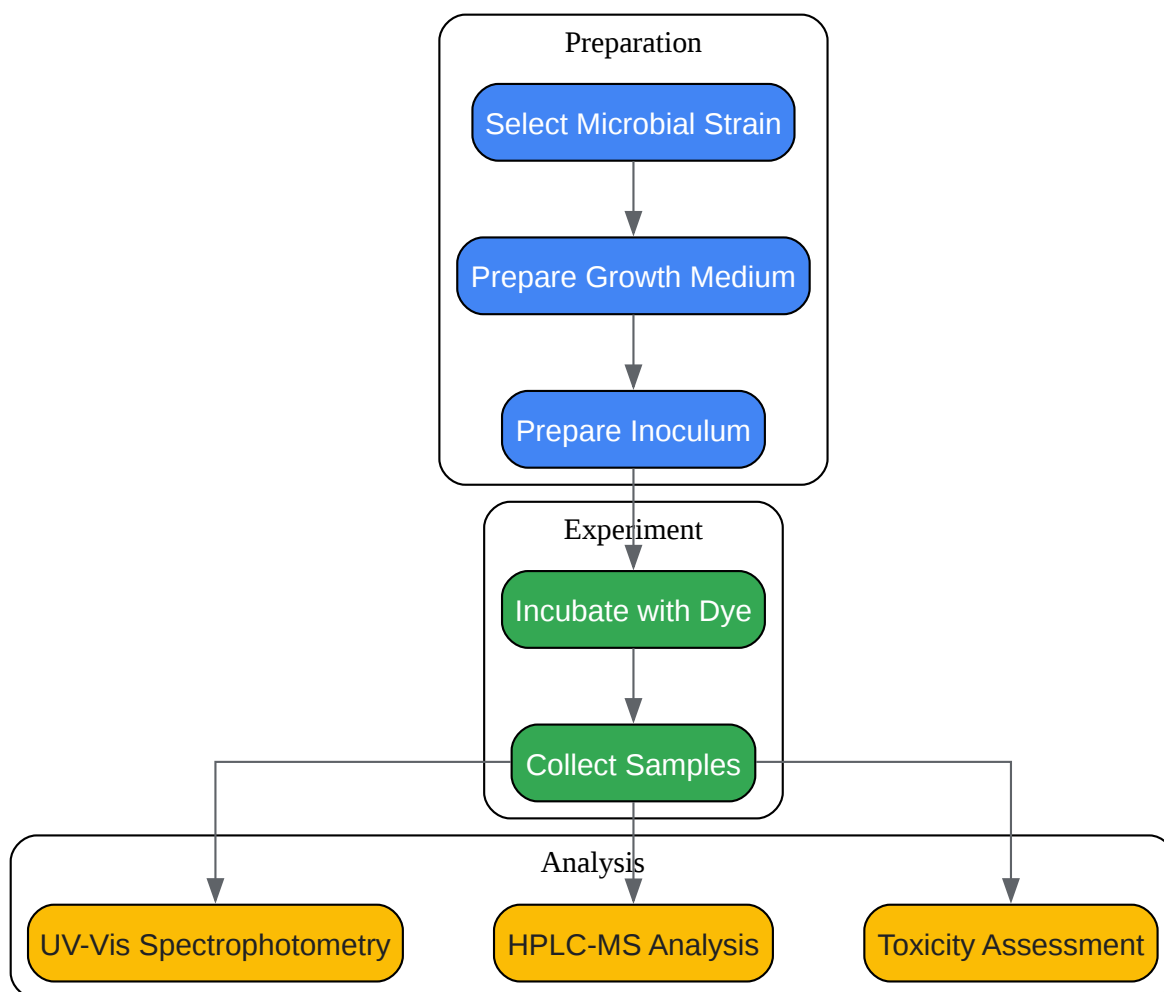 Preparation
Select Microbial Strain
Prepare Growth Medium
Prepare Inoculum
Experiment
Incubate with Dye
Collect Samples
Analysis
UV-Vis Spectrophotometry
HPLC-MS Analysis
Toxicity Assessment